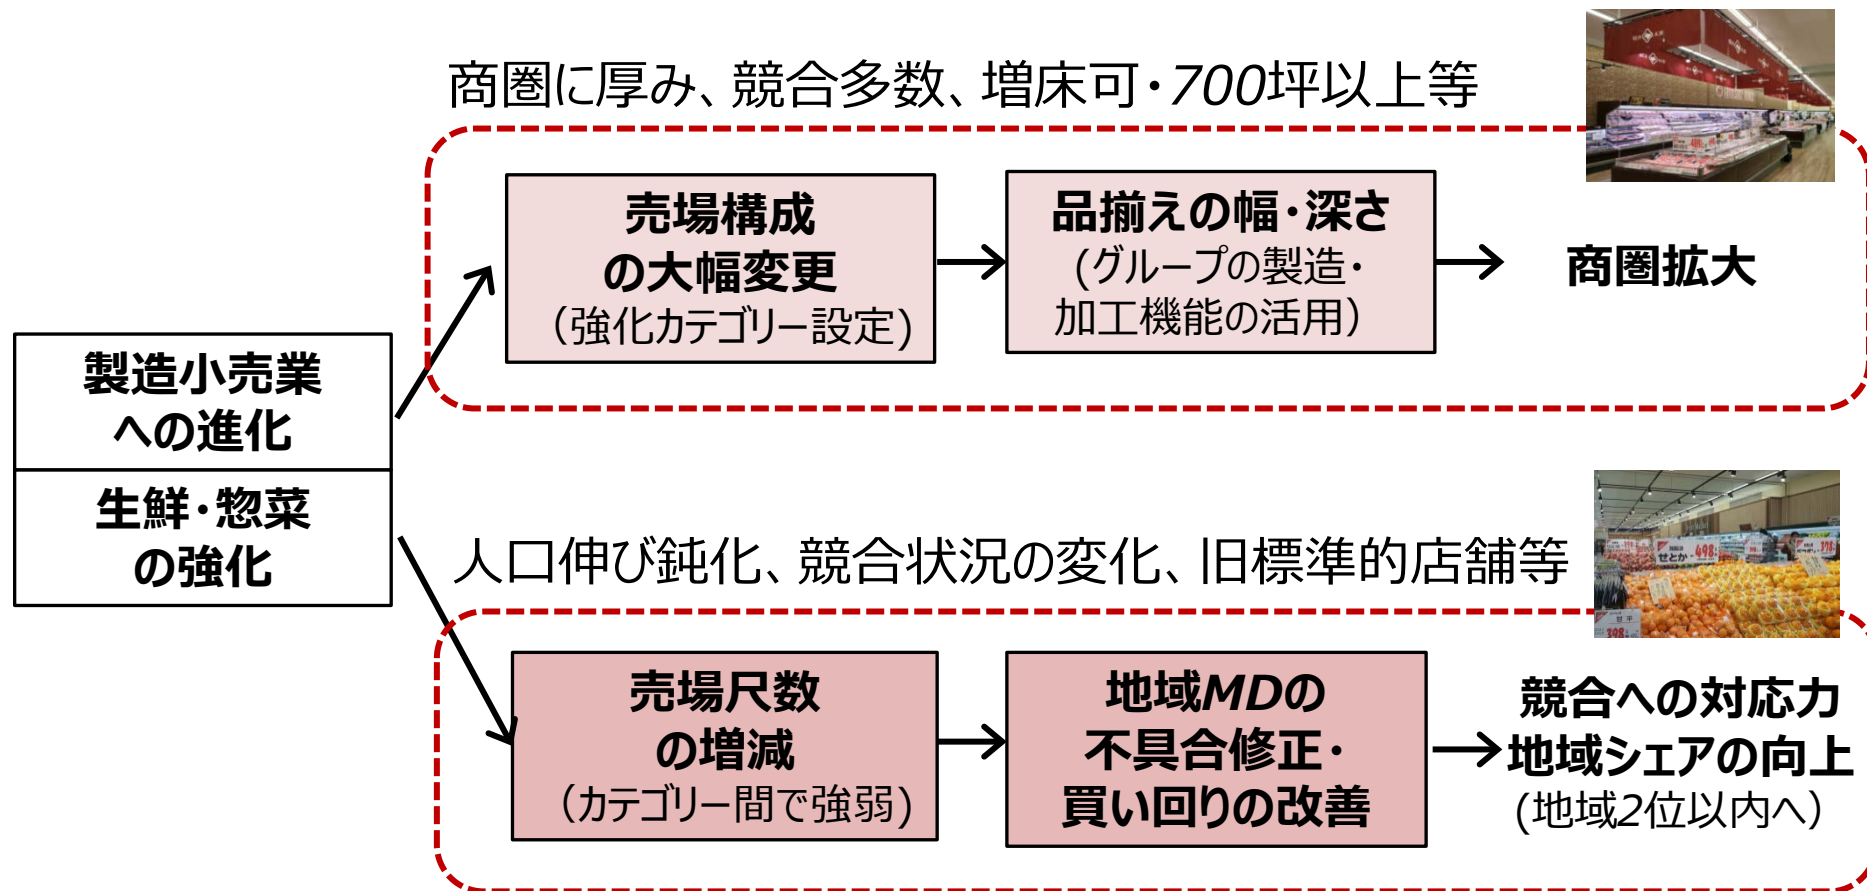 商圏に厚み、競合多数、増床可・700坪以上等
売場構成
の大幅変更
（強化カテゴリー設定）
品揃えの幅・深さ
(グループの製造・
加工機能の活用）
商圏拡大
製造小売業
への進化
生鮮・惣菜
の強化
人口伸び鈍化、競合状況の変化、旧標準的店舗等
売場尺数
の増減
（カテゴリー間で強弱）
地域MDの
不具合修正・
買い回りの改善
競合への対応力
地域シェアの向上
(地域2位以内へ）
せとか
498
398